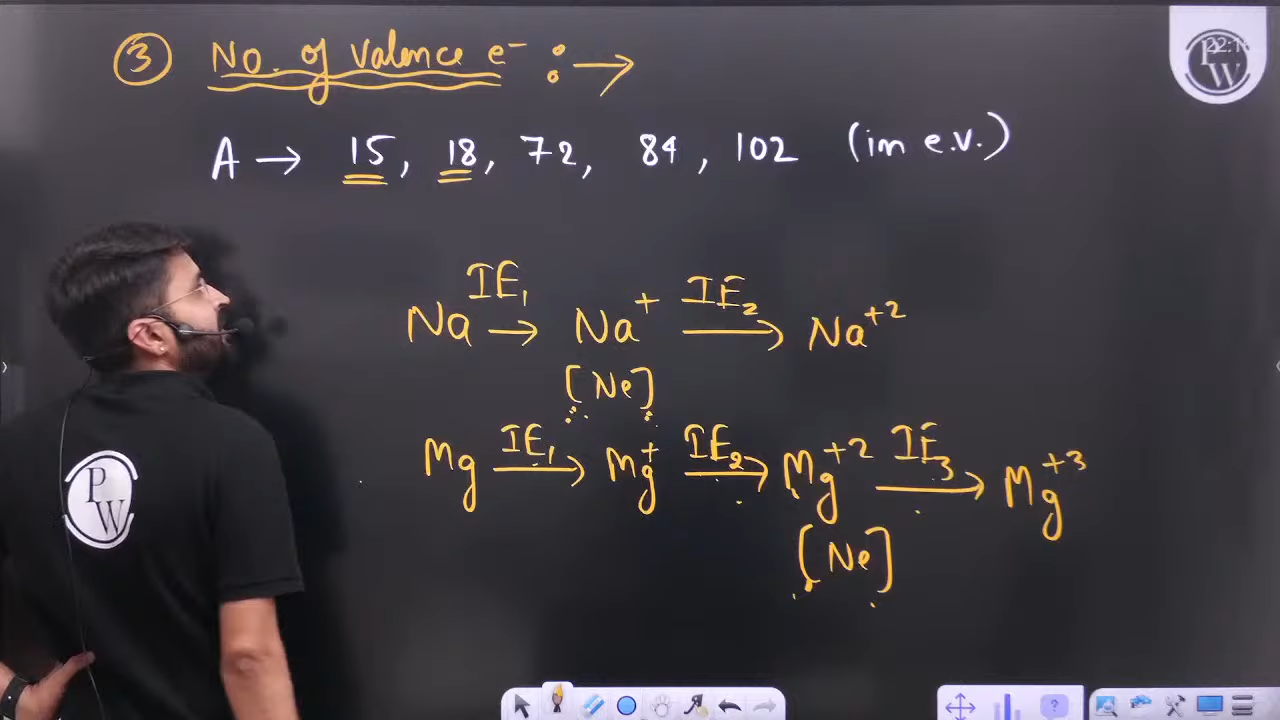 ③ No. of valence e⁻ : →
A → 15, 18, 72, 84, 102 (in e.v.)
Na IE₁ → Na⁺ IE₂ → Na⁺²
[Ne]
Mg IE₁ → Mg⁺ IE₂ → Mg⁺² IE₃ → Mg⁺³
[Ne]
PW
PW